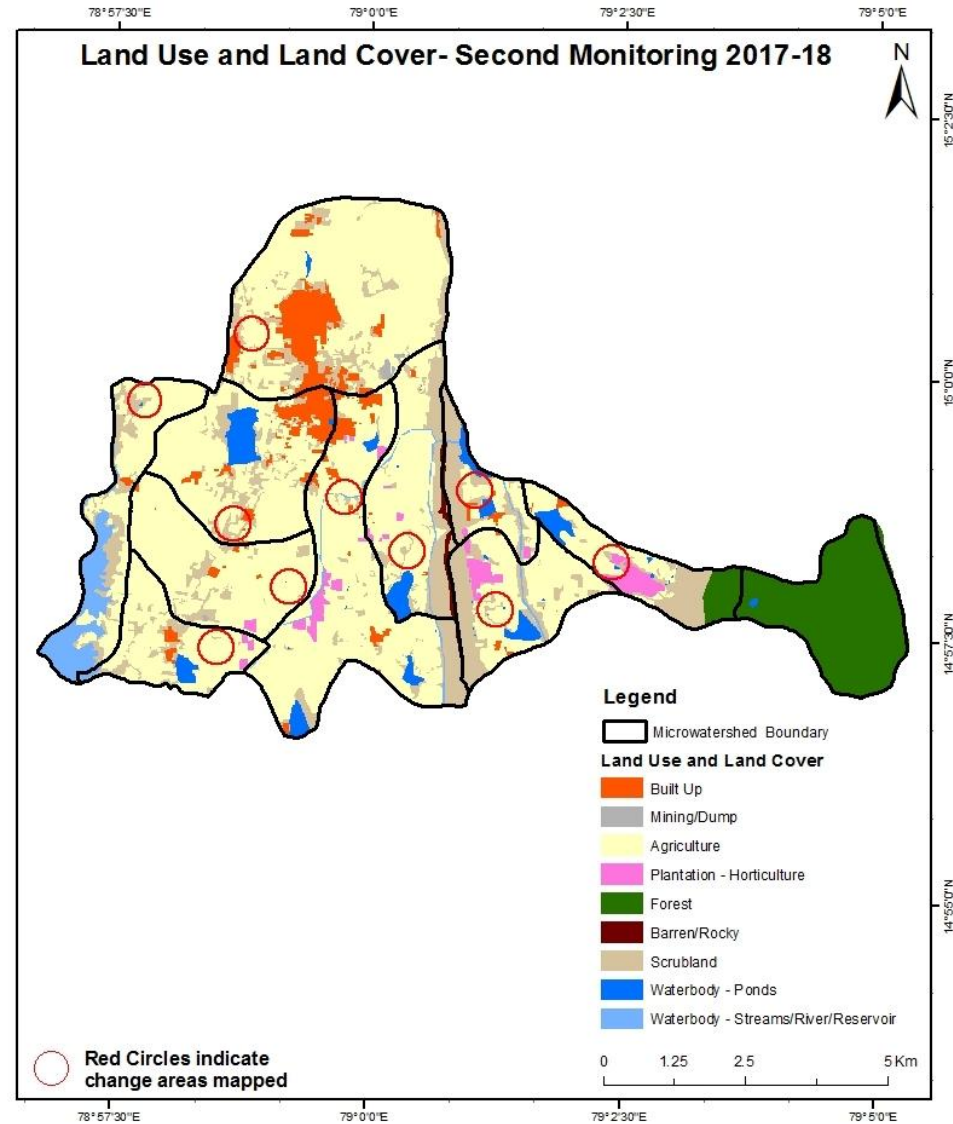 78°57'30"E 79°0'0"E 79°2'30"E 79°5'0"E
Land Use and Land Cover- Second Monitoring 2017-18
N
15°2'30"N
15°0'0"N
14°57'30"N
Legend
Microwatershed Boundary
Land Use and Land Cover
Built Up
Mining/Dump
Agriculture
Plantation - Horticulture
Forest
14°55'0"N
Barren/Rocky
Scrubland
Waterbody - Ponds
Waterbody - Streams/River/Reservoir
Red Circles indicate
change areas mapped
0 1.25 2.5 5 Km
78°57'30"E 79°0'0"E 79°2'30"E 79°5'0"E